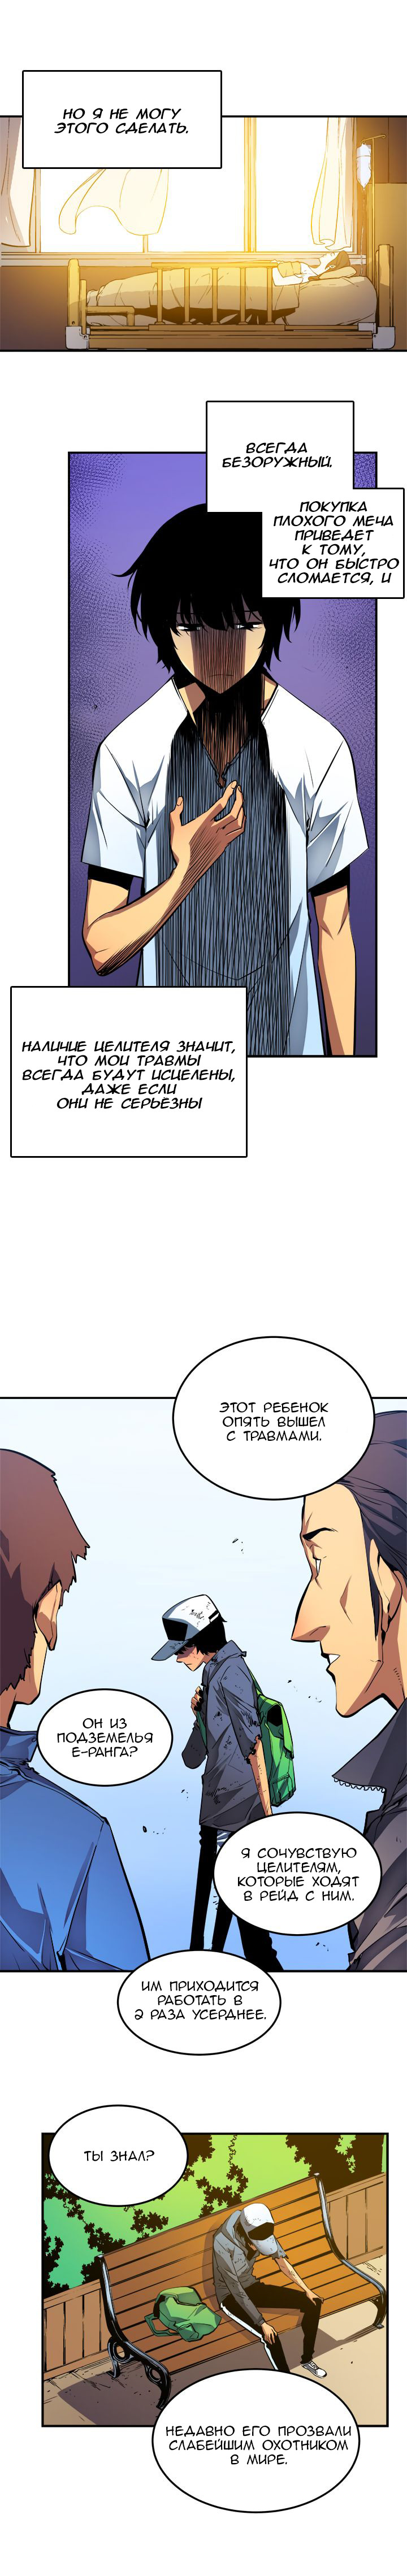 НО Я НЕ МОГУ
ЭТОГО СДЕЛАТЬ.
ВСЕГДА
БЕЗОРУЖНЫЙ.
ПОКУПКА
ПЛОХОГО МЕЧА
ПРИВЕДЕТ
К ТОМУ,
ЧТО ОН БЫСТРО
СЛОМАЕТСЯ, И
НАЛИЧИЕ ЦЕЛИТЕЛЯ ЗНАЧИТ,
ЧТО МОИ ТРАВМЫ
ВСЕГДА БУДУТ ИСЦЕЛЕНЫ,
ДАЖЕ ЕСЛИ
ОНИ НЕ СЕРЬЁЗНЫ
ЭТОТ РЕБЕНОК
ОПЯТЬ ВЫШЕЛ
С ТРАВМАМИ.
ОН ИЗ
ПОДЗЕМЕЛЬЯ
Е-РАНГА?
Я СОЧУВСТВУЮ
ЦЕЛИТЕЛЯМ,
КОТОРЫЕ ХОДЯТ
В РЕЙД С НИМ.
ИМ ПРИХОДИТСЯ
РАБОТАТЬ В
2 РАЗА УСЕРДНЕЕ.
ТЫ ЗНАЛ?
НЕДАВНО ЕГО ПРОЗВАЛИ
СЛАБЕЙШИМ ОХОТНИКОМ
В МИРЕ.